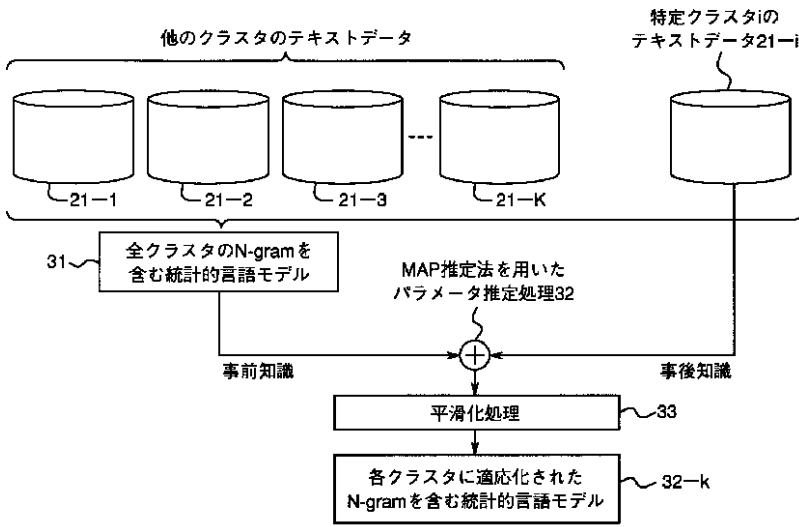 他のクラスタのテキストデータ
特定クラスタiの
テキストデータ21-i
21-1
21-2
21-3
21-K
31
全クラスタのN-gramを
含む統計的言語モデル
MAP推定法を用いた
パラメータ推定処理32
事前知識
事後知識
平滑化処理
33
各クラスタに適応化された
N-gramを含む統計的言語モデル
32-k